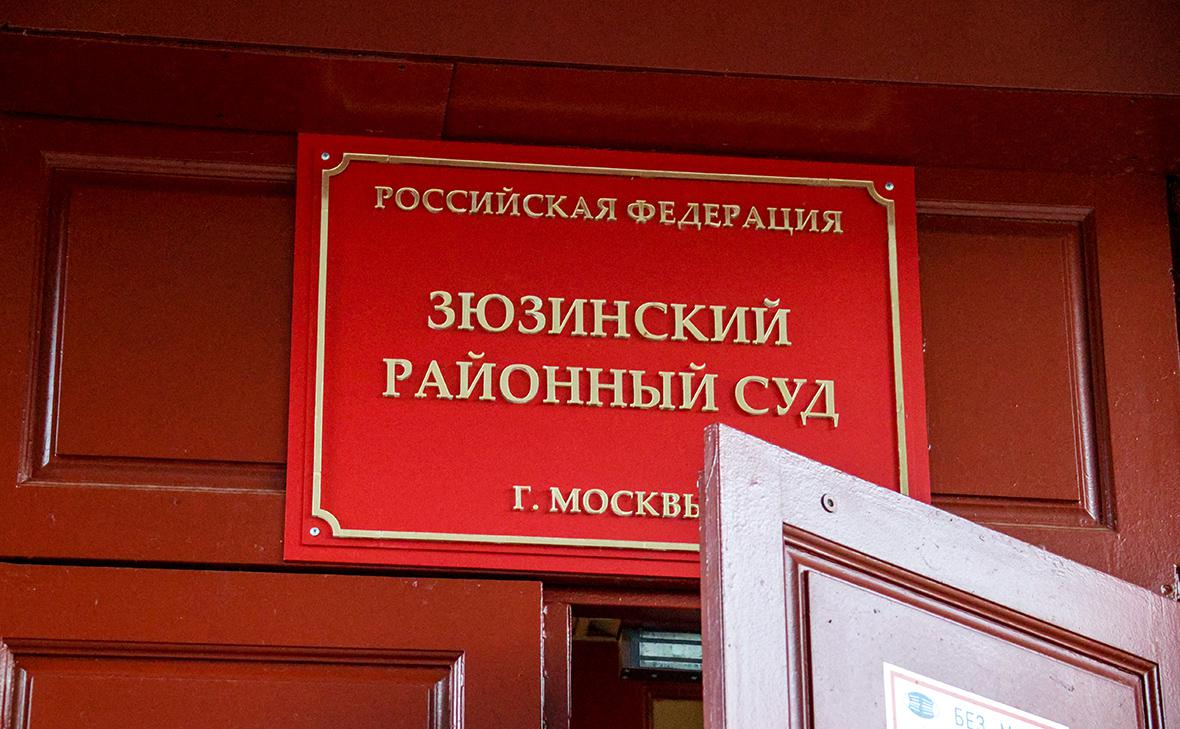 РОССИЙСКАЯ ФЕДЕРАЦИЯ
ЗЮЗИНСКИЙ
РАЙОННЫЙ СУД
Г. МОСКВЫ
БЕЗ